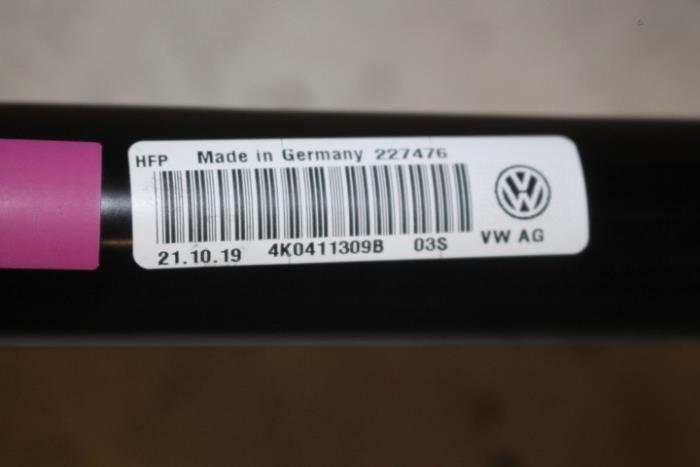 HFP Made in Germany 227476
21.10.19 4K0411309B 03S
VW AG